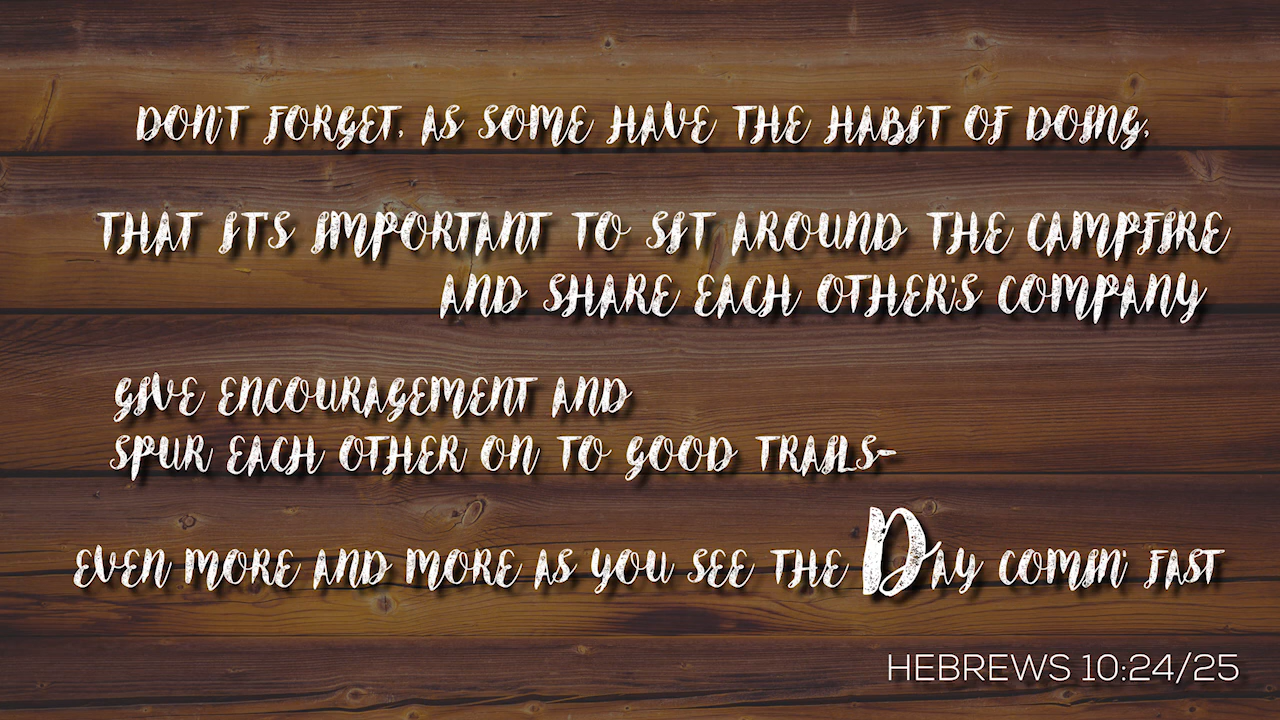 DON'T FORGET, AS SOME HAVE THE HABIT OF DOING,
THAT IT'S IMPORTANT TO SIT AROUND THE CAMPFIRE
AND SHARE EACH OTHER'S COMPANY
GIVE ENCOURAGEMENT AND
SPUR EACH OTHER ON TO GOOD TRAILS-
EVEN MORE AND MORE AS YOU SEE THE DAY COMIN' FAST
HEBREWS 10:24/25